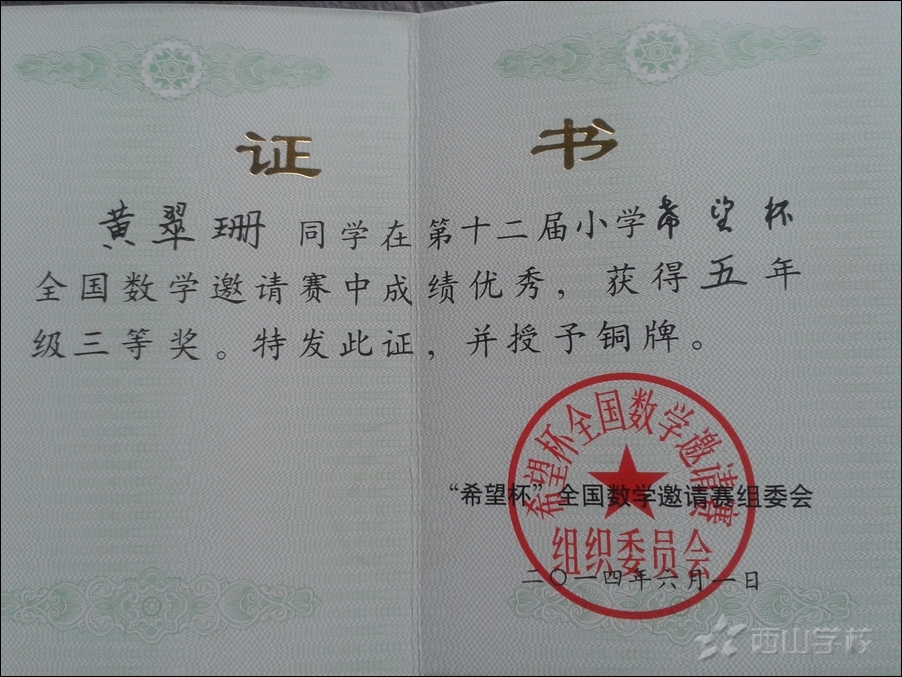 证书
黄翠珊 同学在第十二届小学希望杯
全国数学邀请赛中成绩优秀，获得五年
级三等奖。特发此证，并授予铜牌。
希望杯全国数学邀请赛
组织委员会
“希望杯”全国数学邀请赛组委会
二〇一四年六月一日
西山学校